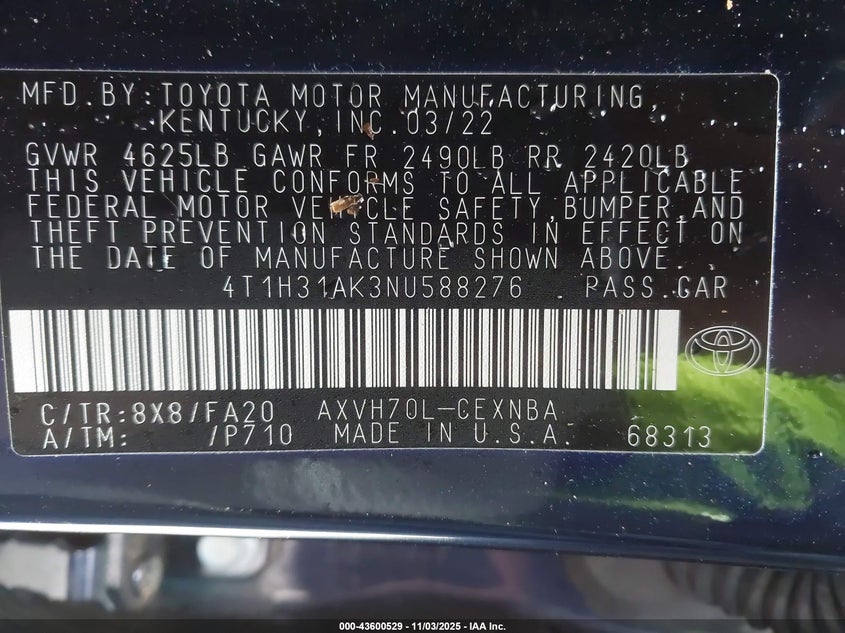 MFD.BY:TOYOTA MOTOR MANUFACTURING,
KENTUCKY, INC. 03/22
GVWR 4625LB GAWR FR 2490LB RR 2420LB
THIS VEHICLE CONFORMS TO ALL APPLICABLE
FEDERAL MOTOR VEHICLE SAFETY,BUMPER,AND
THEFT PREVENTION STANDARDS IN EFFECT ON
THE DATE OF MANUFACTURE SHOWN ABOVE.
4T1H31AK3NU588276 PASS.CAR
C/TR:8X8/FA20 AXVH70L-CEXNBA
A/TM: /P710 MADE IN U.S.A. 68313
000-43600529 - 11/03/2025 - IAA Inc.